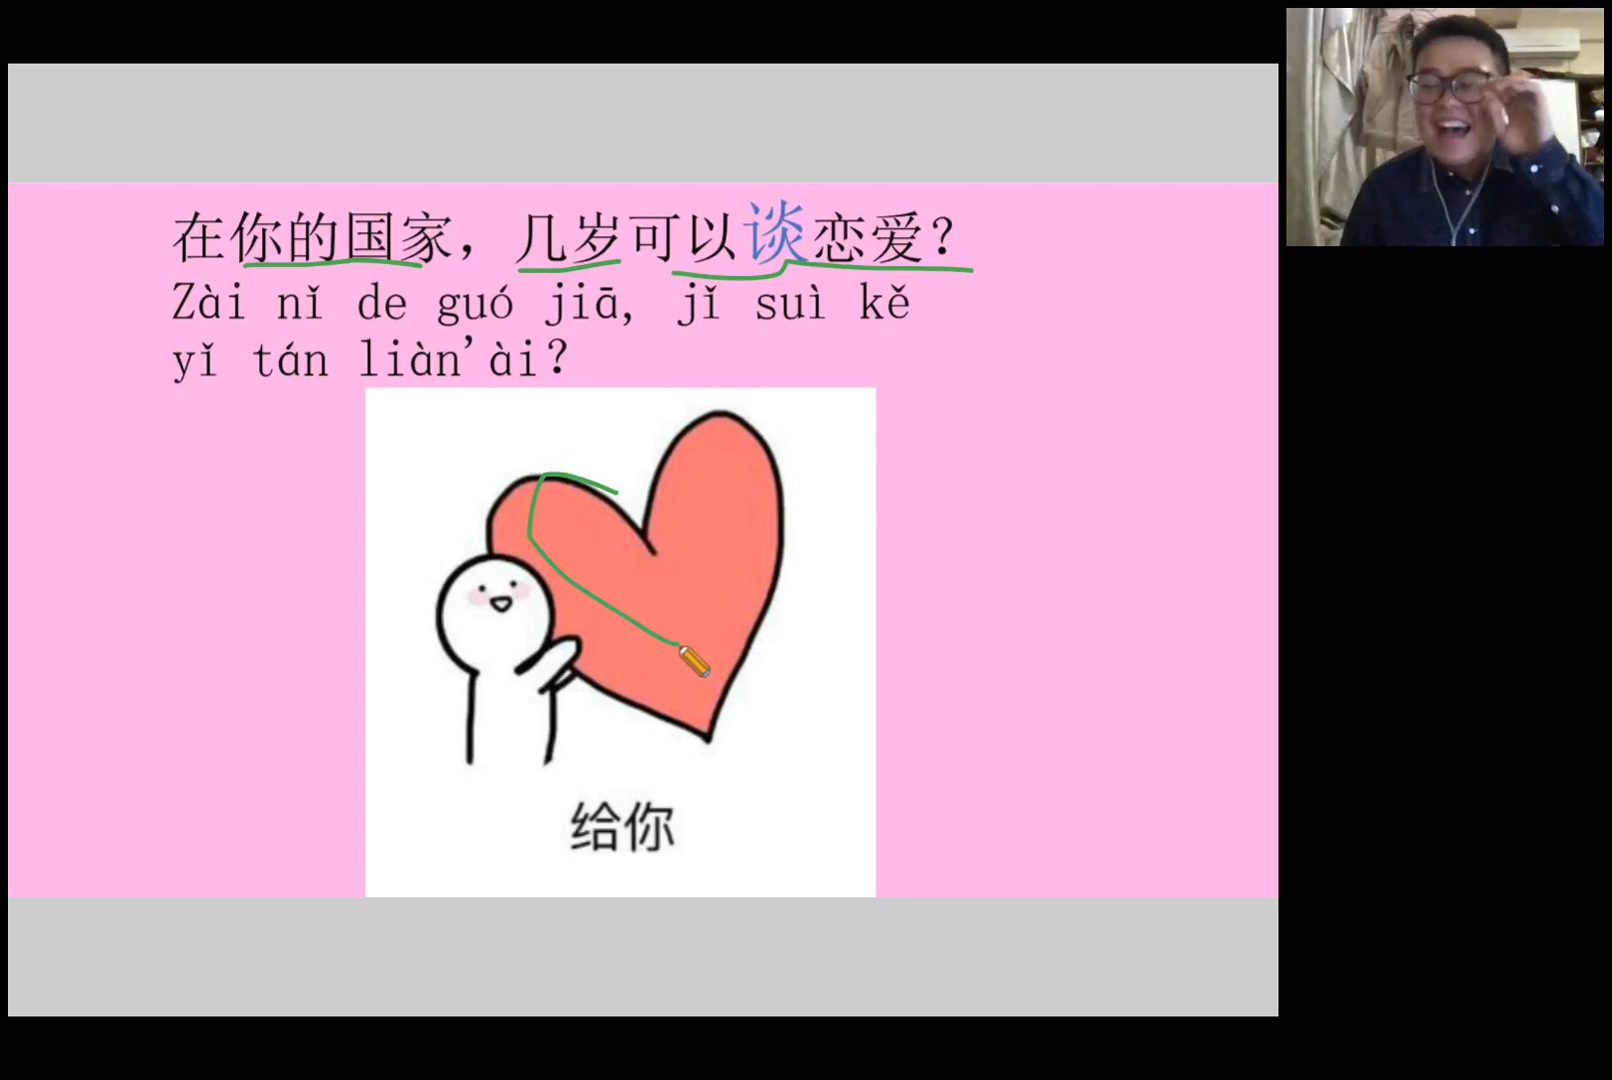 在你的国家，几岁可以谈恋爱？
Zài nǐ de guó jiā, jǐ suì kě
yǐ tán liàn'ài?
给你